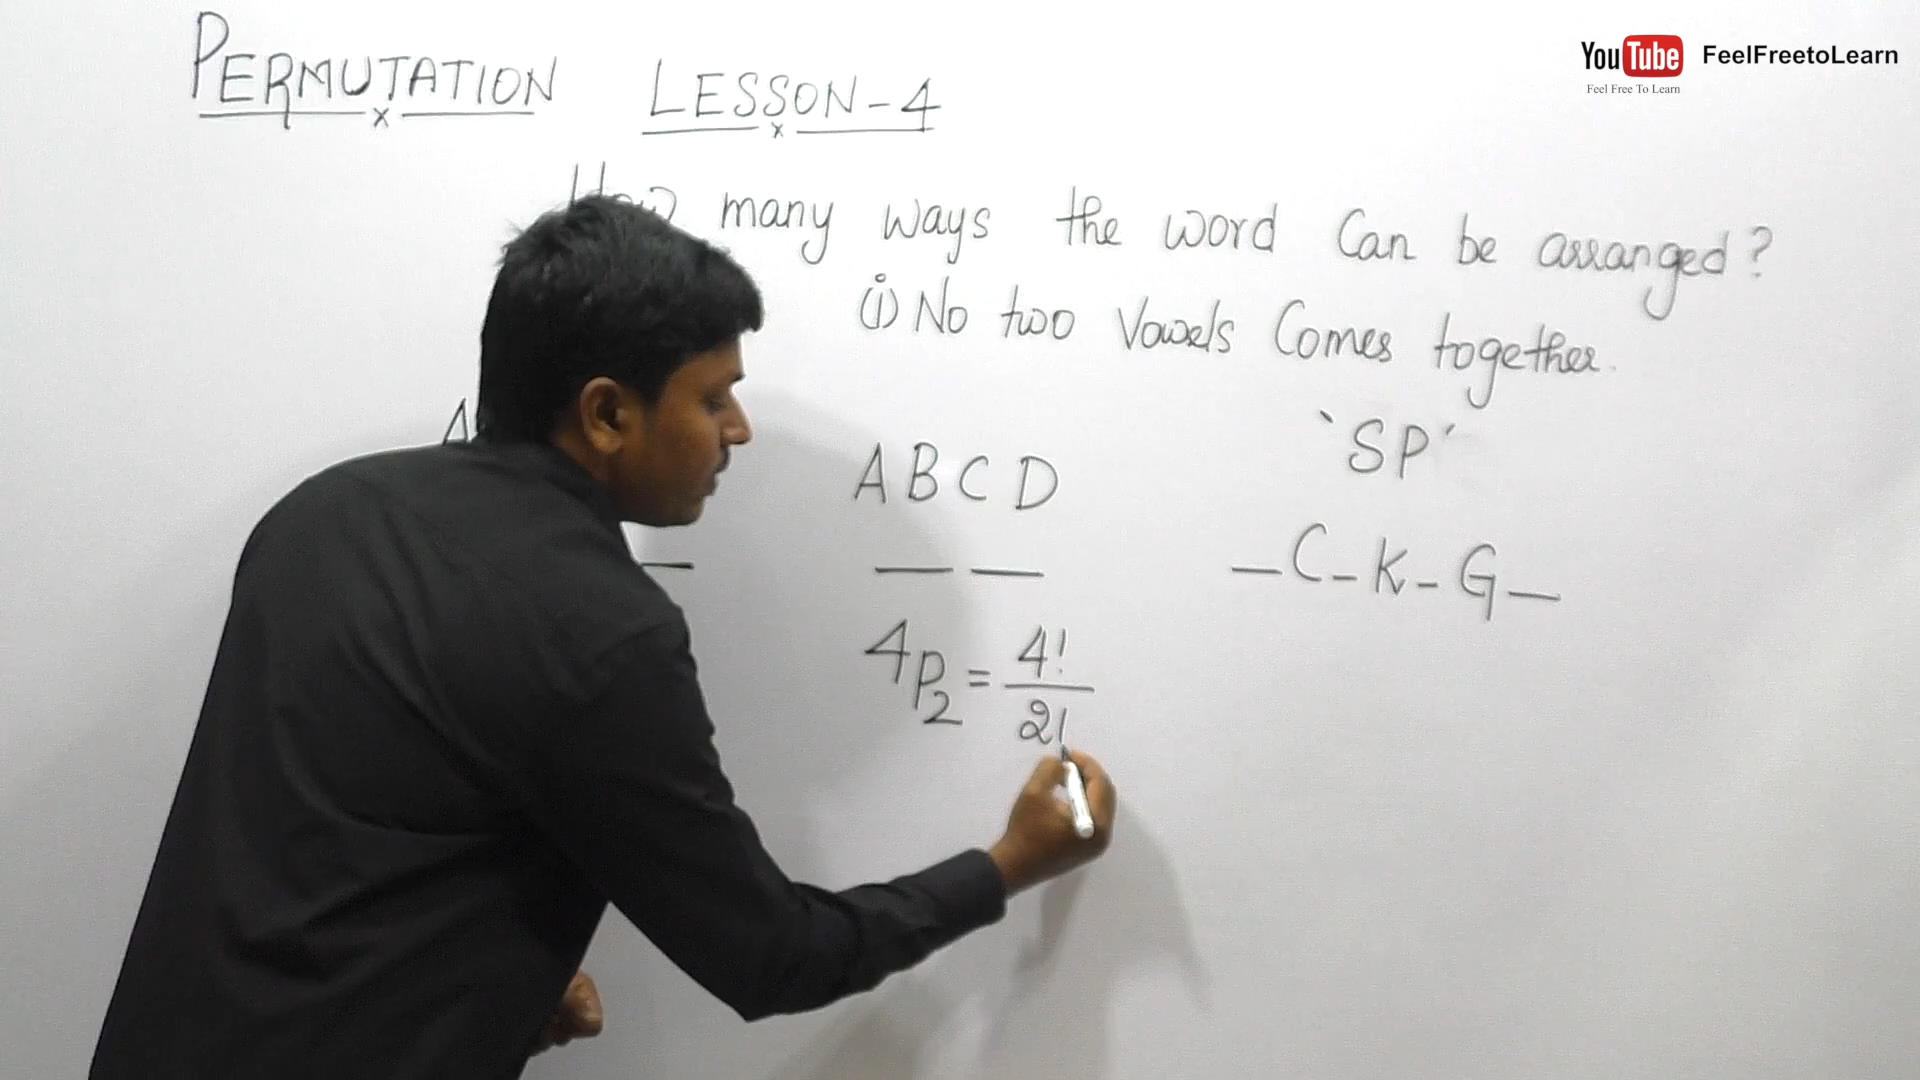 PERMUTATION LESSON-4
YouTube FeelFreetoLearn
Feel Free To Learn
How many ways the word Can be arranged?
(i) No two Vowels Comes together.
'SP'
A
A B C D
_ C _ K _ G _
4P2 = 4!/2!